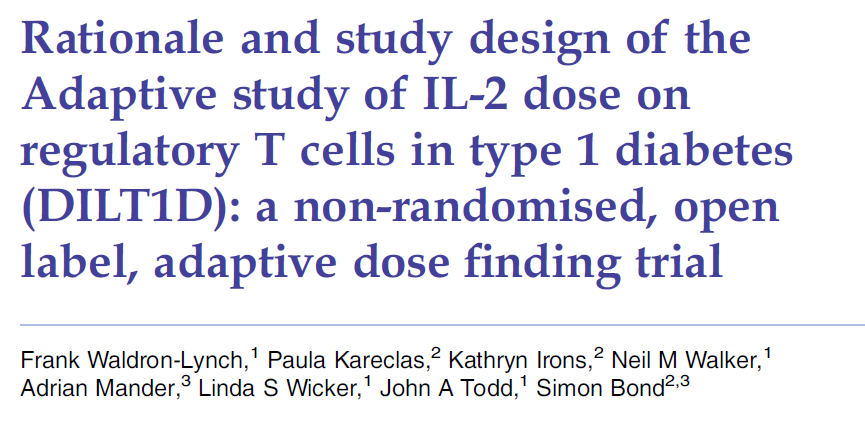 Rationale and study design of the
Adaptive study of IL-2 dose on
regulatory T cells in type 1 diabetes
(DILT1D): a non-randomised, open
label, adaptive dose finding trial
Frank Waldron-Lynch,¹ Paula Kareclas,² Kathryn Irons,² Neil M Walker,¹
Adrian Mander,³ Linda S Wicker,¹ John A Todd,¹ Simon Bond²,³